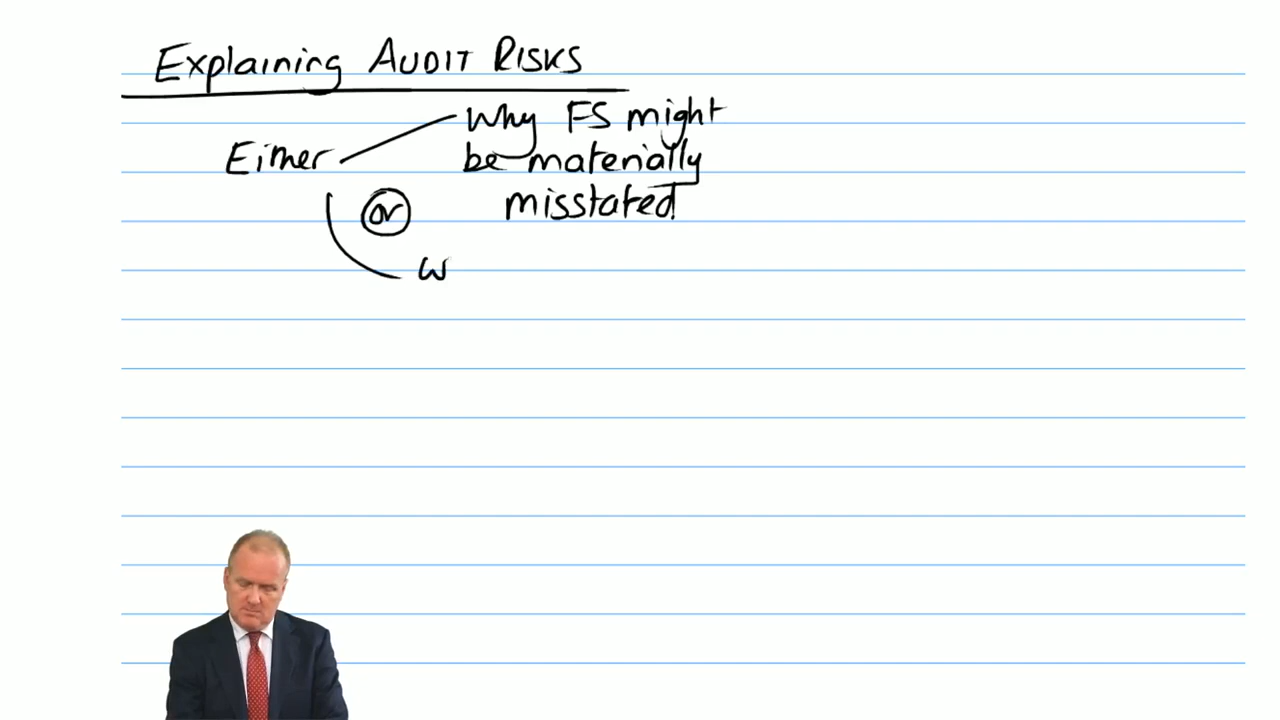 Explaining AUDIT RISKS
Why FS might
Either be materially
misstated
or
W